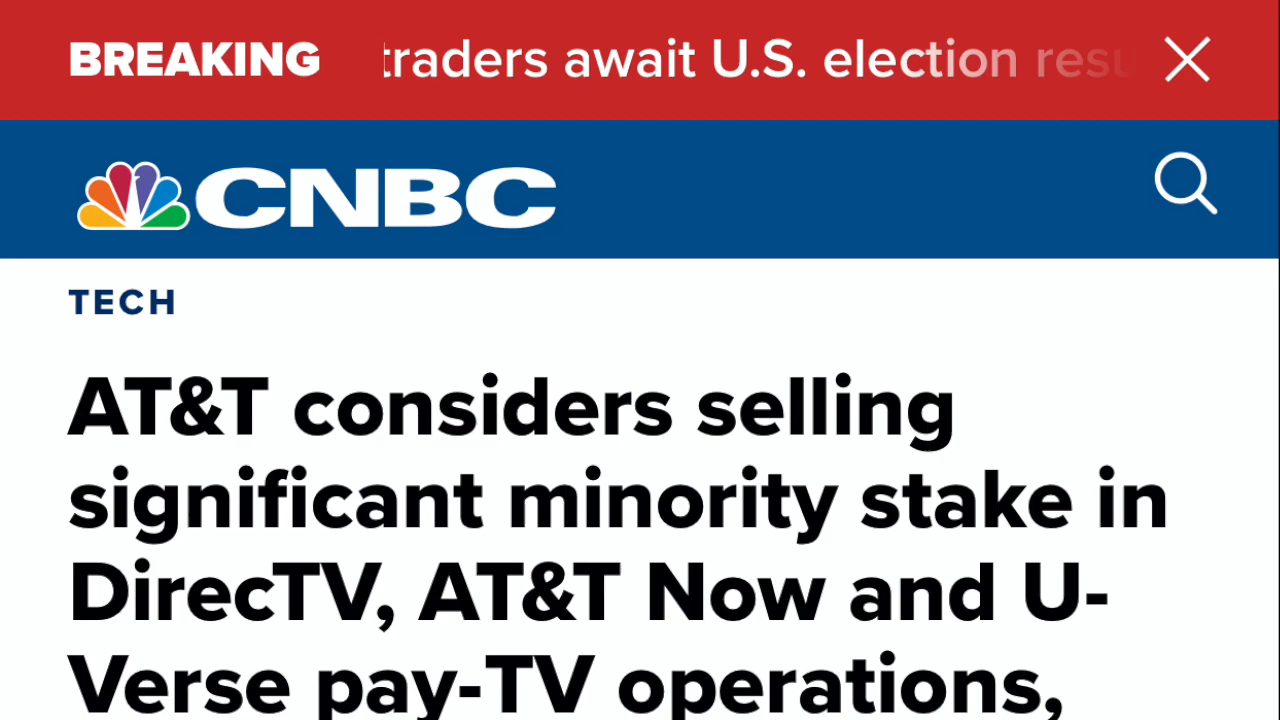 BREAKING traders await U.S. election
CNBC
TECH
AT&T considers selling
significant minority stake in
DirecTV, AT&T Now and U-
Verse pay-TV operations,